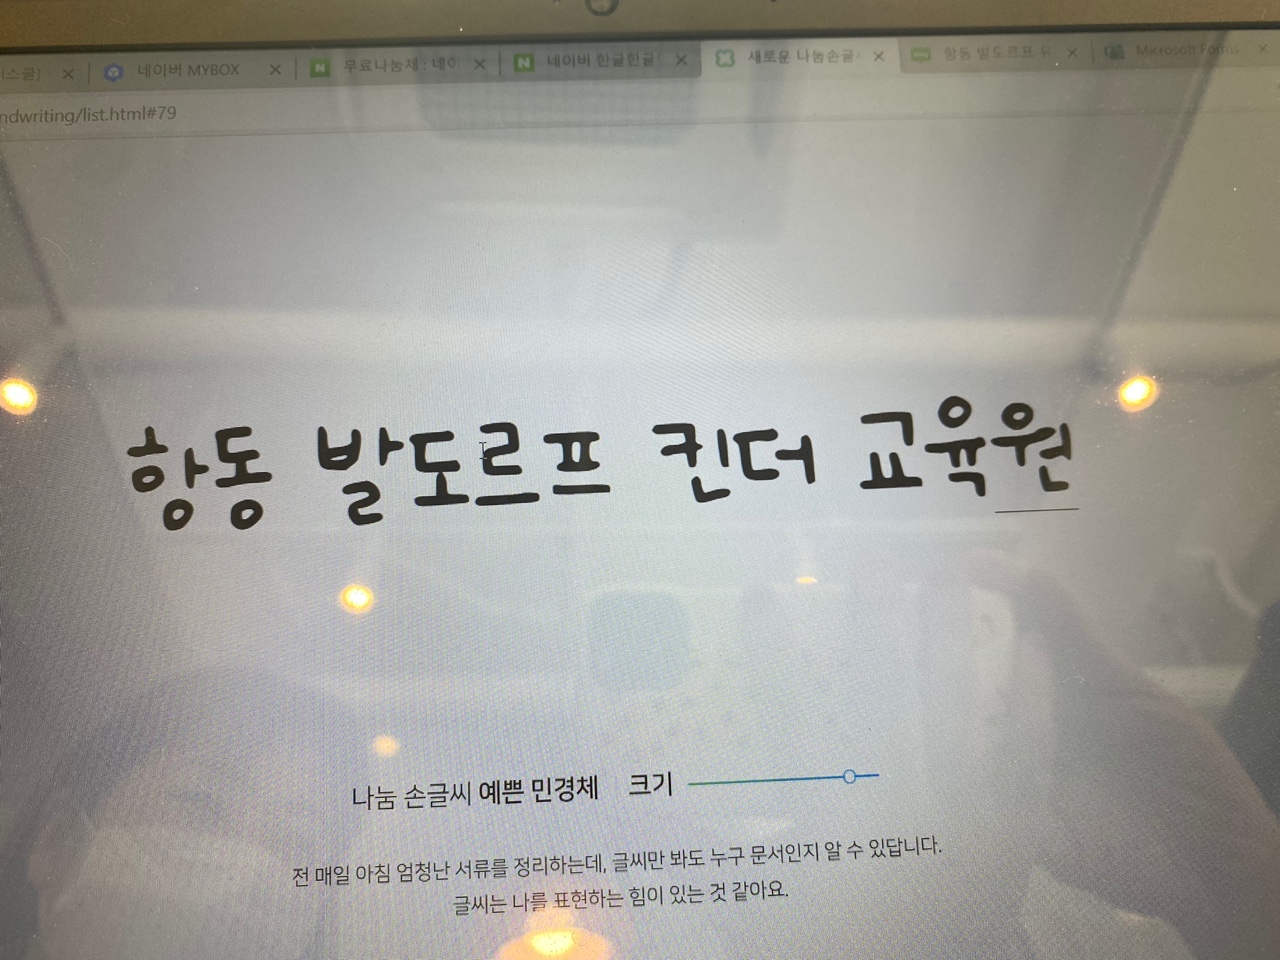 네이버 MYBOX
무료나눔체 : 네이
네이버 한글한글
새로운 나눔손글
항동 발도르프 유
Microsoft Forms
ndwriting/list.html#79
항동 발도르프 킨더 교육원
나눔 손글씨 예쁜 민경체 크기
전 매일 아침 엄청난 서류를 정리하는데, 글씨만 봐도 누구 문서인지 알 수 있답니다.
글씨는 나를 표현하는 힘이 있는 것 같아요.